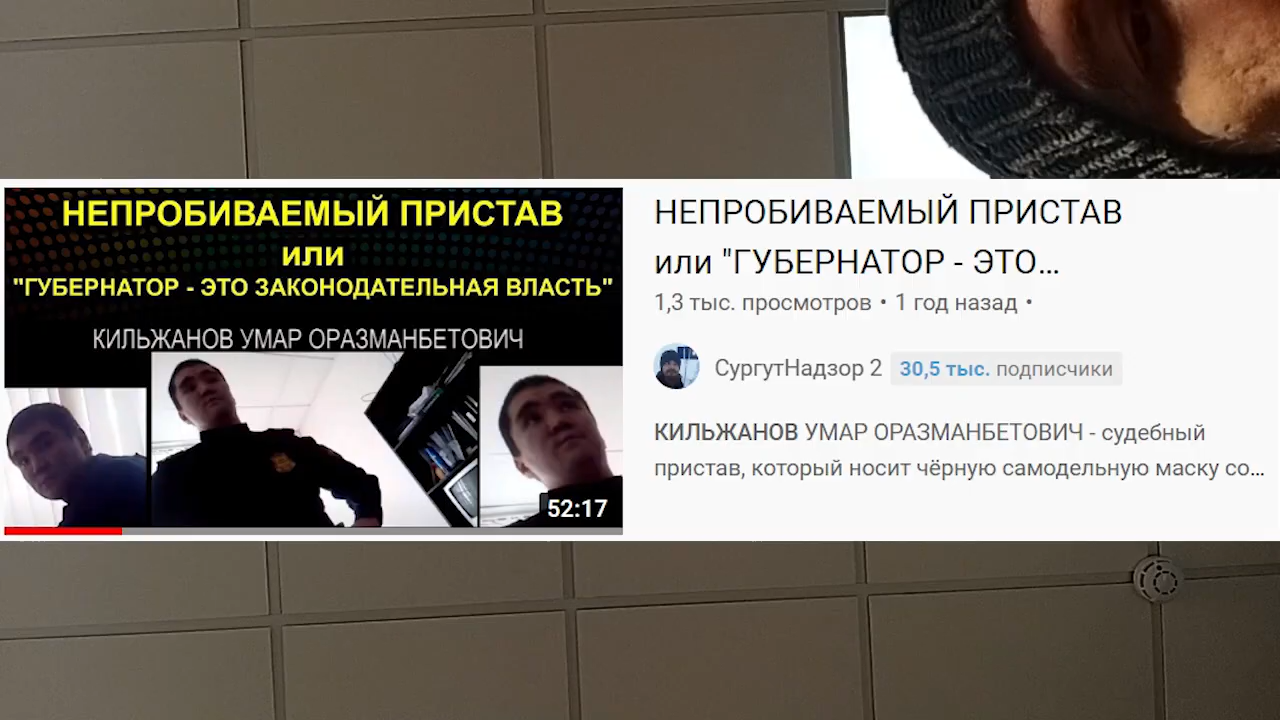 НЕПРОБИВАЕМЫЙ ПРИСТАВ
или
"ГУБЕРНАТОР - ЭТО ЗАКОНОДАТЕЛЬНАЯ ВЛАСТЬ"
КИЛЬЖАНОВ УМАР ОРАЗМАНБЕТОВИЧ
52:17
НЕПРОБИВАЕМЫЙ ПРИСТАВ
или "ГУБЕРНАТОР - ЭТО...
1,3 тыс. просмотров • 1 год назад •
СургутНадзор 2 30,5 тыс. подписчики
КИЛЬЖАНОВ УМАР ОРАЗМАНБЕТОВИЧ - судебный
пристав, который носит чёрную самодельную маску со...